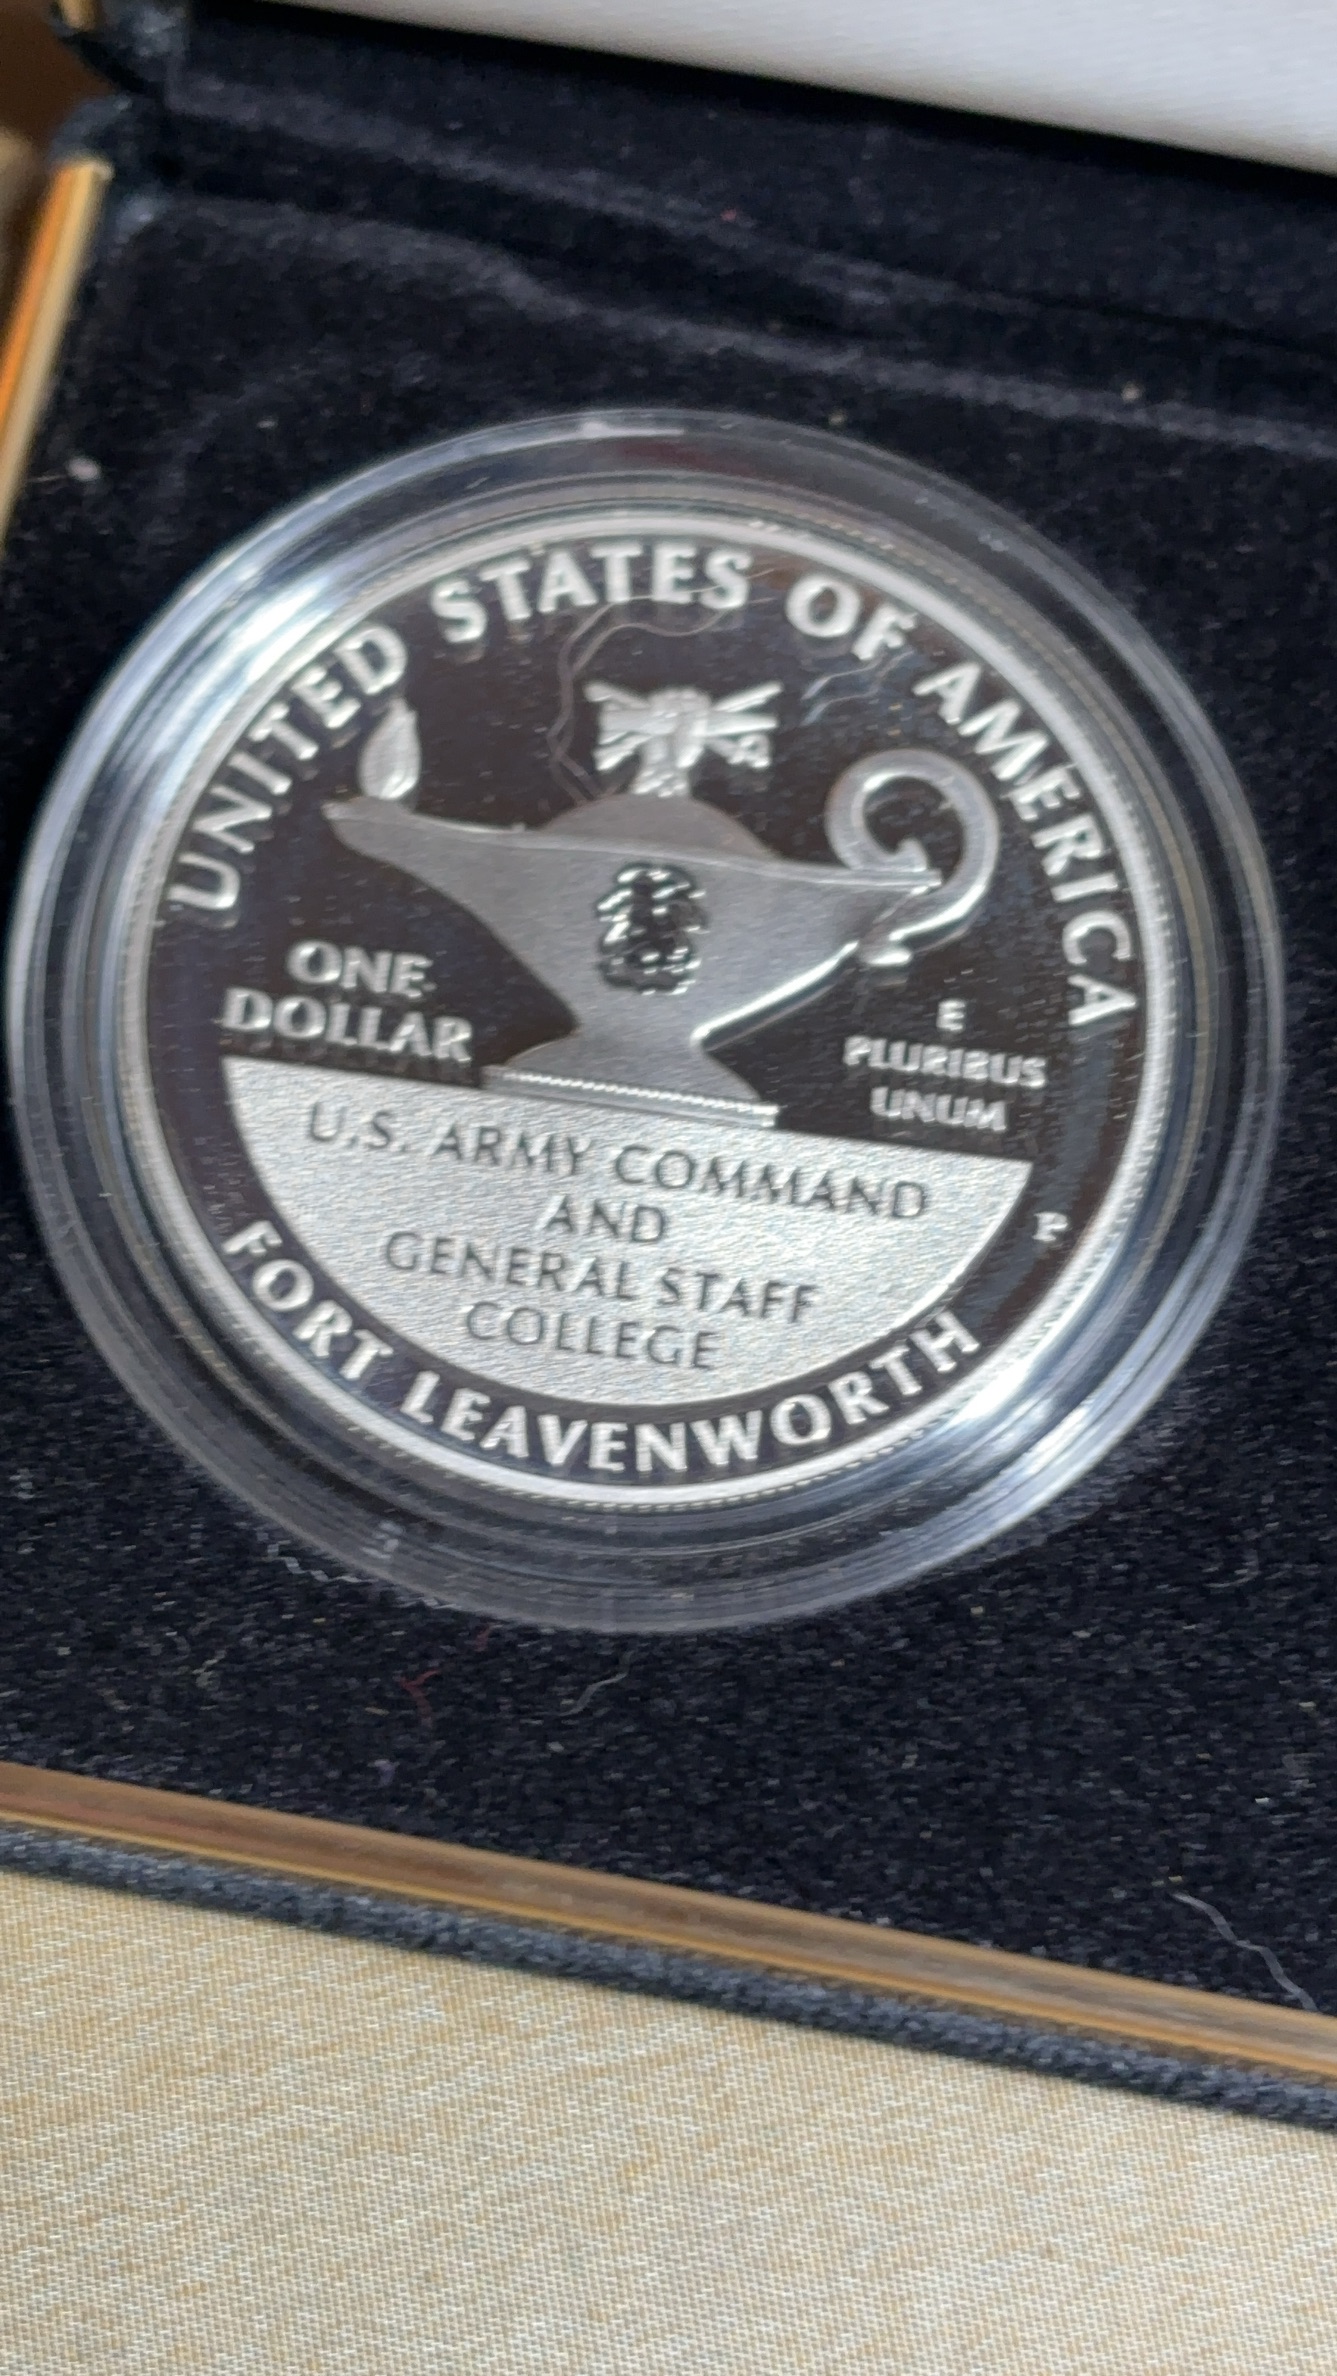 UNITED STATES OF AMERICA
ONE
DOLLAR
E
PLURIBUS
UNUM
U.S. ARMY COMMAND
AND
GENERAL STAFF
COLLEGE
P
FORT LEAVENWORTH